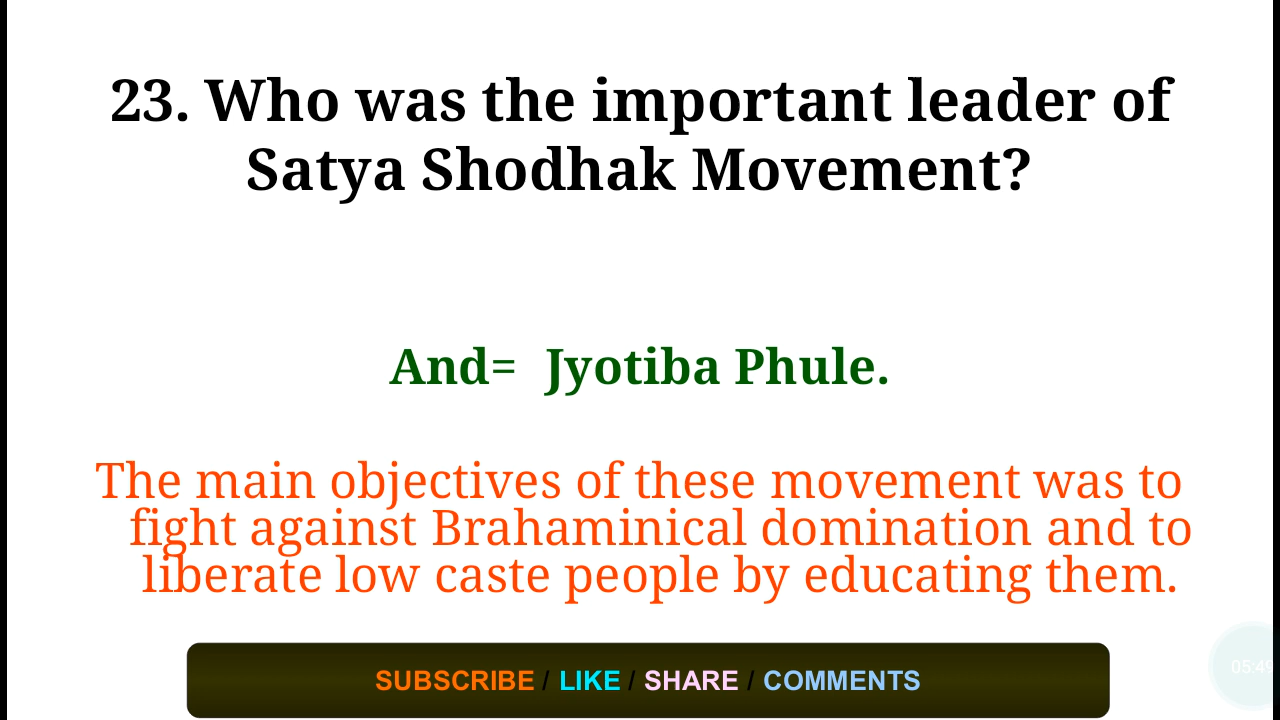 23. Who was the important leader of
Satya Shodhak Movement?
And= Jyotiba Phule.
The main objectives of these movement was to
fight against Brahaminical domination and to
liberate low caste people by educating them.
SUBSCRIBE / LIKE / SHARE / COMMENTS
05:49